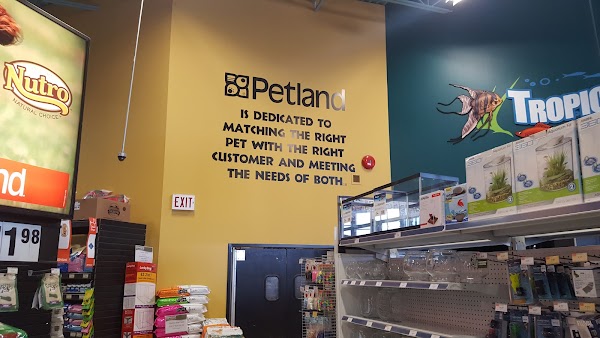 Nutro
NATURAL CHOICE
nd
1.98
Petland
IS DEDICATED TO
MATCHING THE RIGHT
PET WITH THE RIGHT
CUSTOMER AND MEETING
THE NEEDS OF BOTH.
EXIT
TROPIC